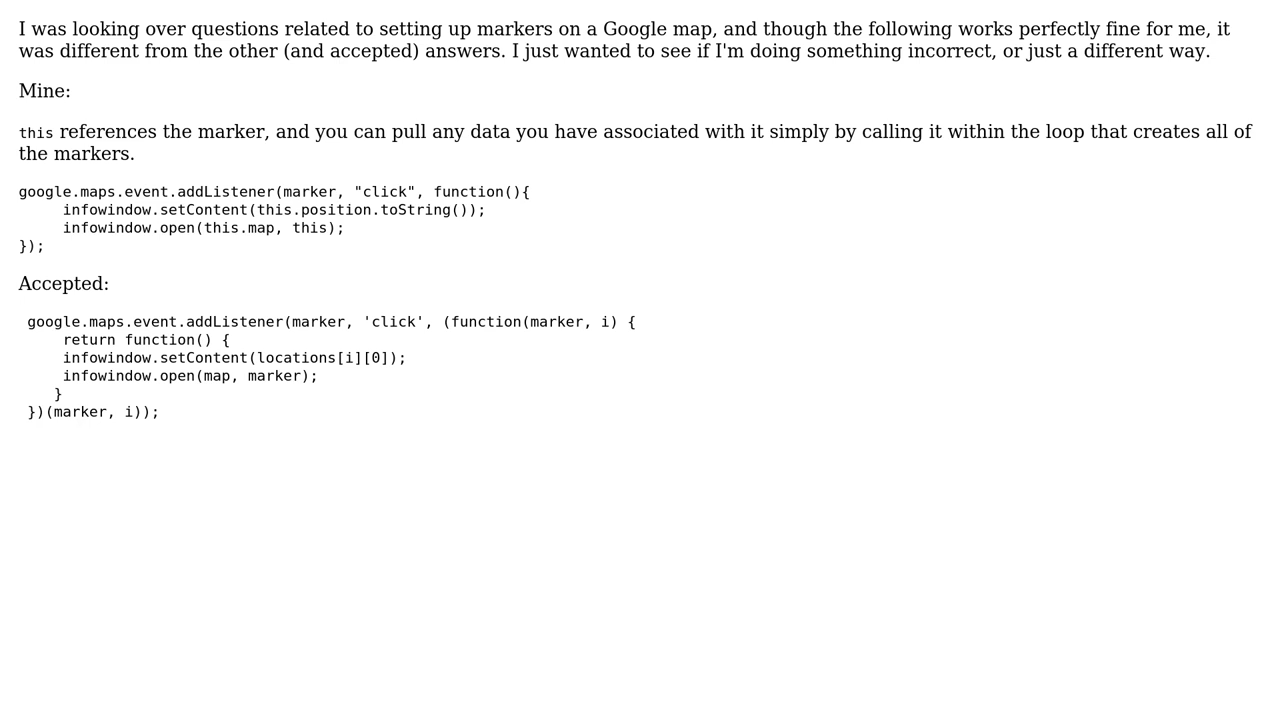 I was looking over questions related to setting up markers on a Google map, and though the following works perfectly fine for me, it
was different from the other (and accepted) answers. I just wanted to see if I'm doing something incorrect, or just a different way.
Mine:
this references the marker, and you can pull any data you have associated with it simply by calling it within the loop that creates all of
the markers.
google.maps.event.addListener(marker, "click", function(){
     infowindow.setContent(this.position.toString());
     infowindow.open(this.map, this);
});
Accepted:
 google.maps.event.addListener(marker, 'click', (function(marker, i) {
     return function() {
     infowindow.setContent(locations[i][0]);
     infowindow.open(map, marker);
    }
 })(marker, i));